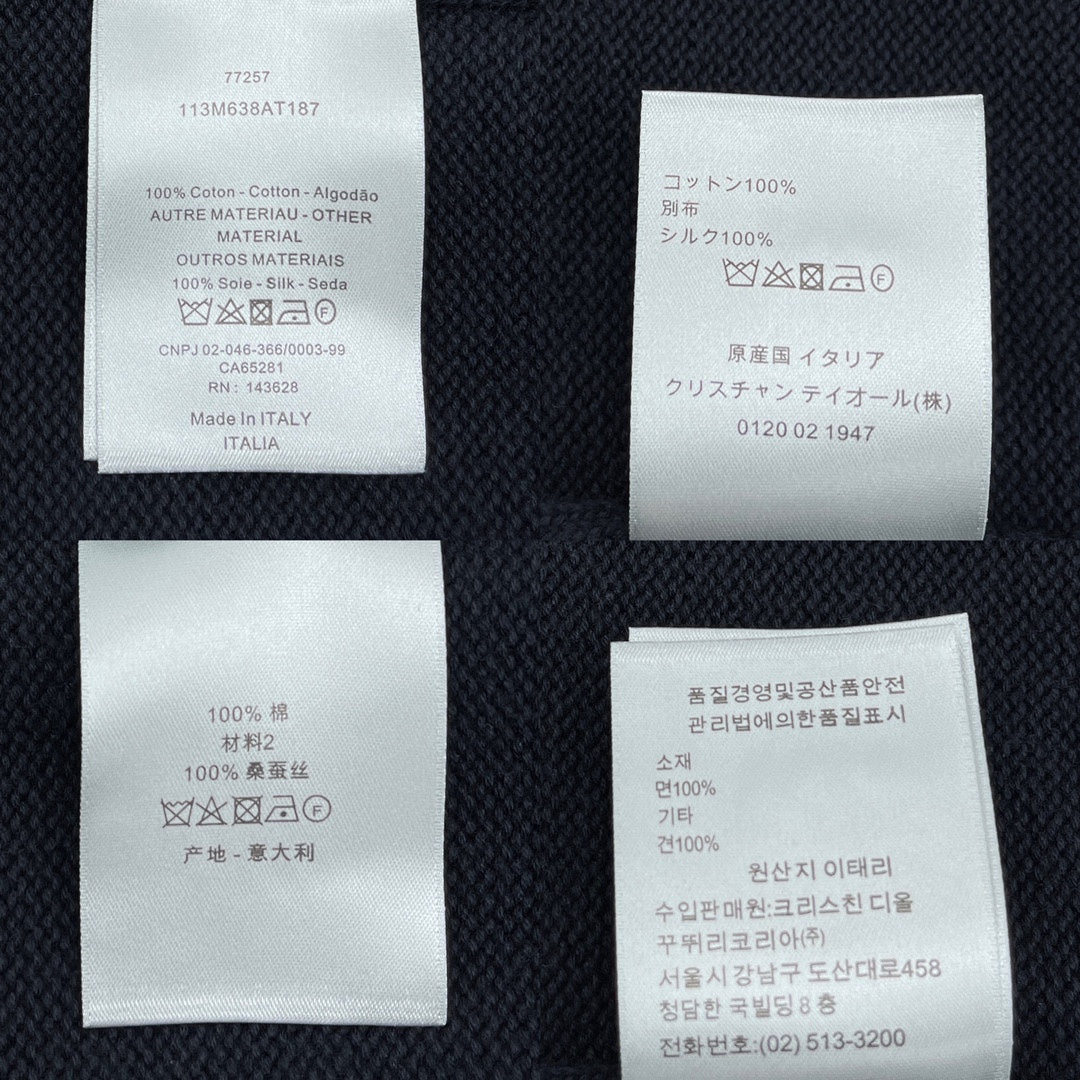 77257
113M638AT187
100% Coton - Cotton - Algodão
AUTRE MATERIAU - OTHER
MATERIAL
OUTROS MATERIAIS
100% Soie - Silk - Seda
F
CNPJ 02-046-366/0003-99
CA65281
RN : 143628
Made In ITALY
ITALIA
コットン100%
別布
シルク100%
F
原産国 イタリア
クリスチャン テイオール(株)
0120 02 1947
100% 棉
材料2
100% 桑蚕丝
F
产地 - 意大利
품질경영및공산품안전
관리법에의한품질표시
소재
면100%
기타
견100%
원산지 이태리
수입판매원:크리스친 디올
꾸뛰리코리아(주)
서울시 강남구 도산대로458
청담한 국빌딩 8 층
전화번호:(02) 513-3200